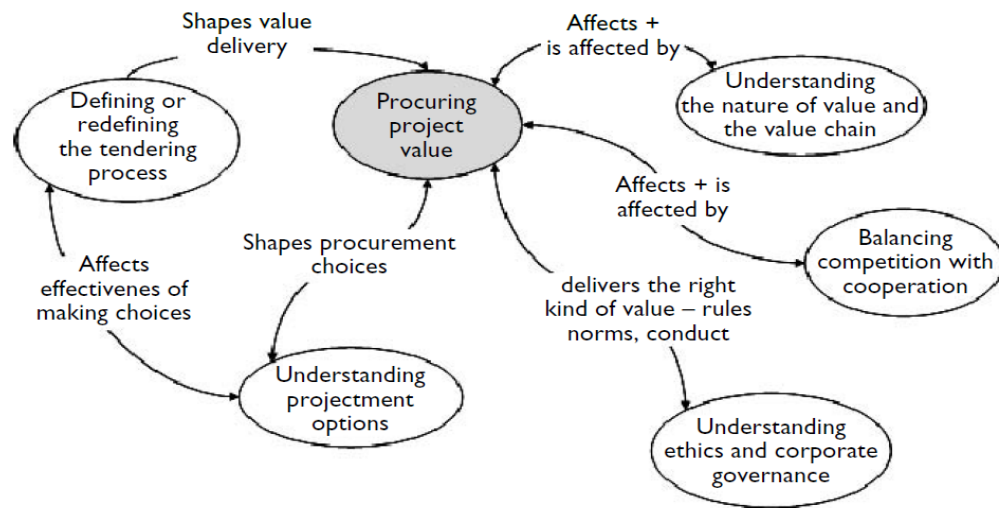 Shapes value
delivery
Affects +
is affected by
Defining or
redefining
the tendering
process
Procuring
project
value
Understanding
the nature of value and
the value chain
Affects + is
affected by
Shapes procurement
choices
Balancing
competition with
cooperation
Affects
effectivenes of
making choices
delivers the right
kind of value – rules
norms, conduct
Understanding
projectment
options
Understanding
ethics and corporate
governance